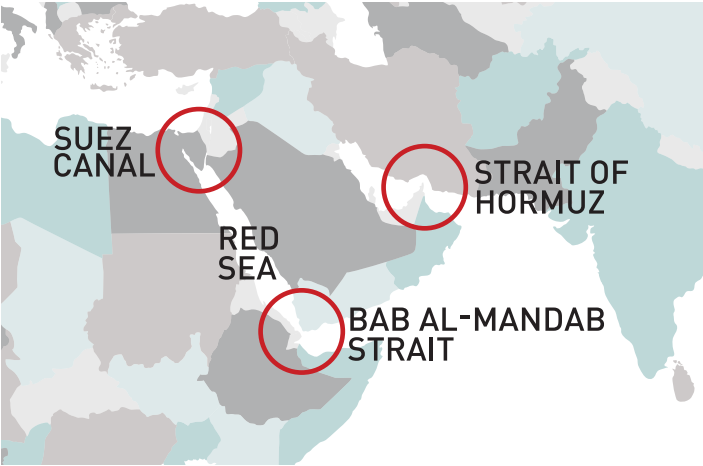 SUEZ
CANAL
STRAIT OF
HORMUZ
RED
SEA
BAB AL-MANDAB
STRAIT